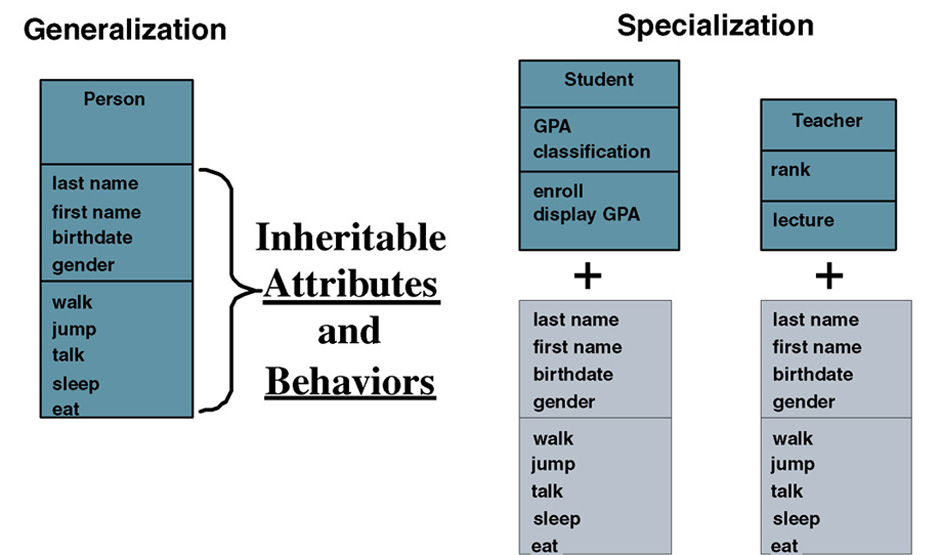 Generalization
Person
last name
first name
birthdate
gender
walk
jump
talk
sleep
eat
Inheritable
Attributes
and
Behaviors
Specialization
Student
GPA
classification
enroll
display GPA
+
last name
first name
birthdate
gender
walk
jump
talk
sleep
eat
Teacher
rank
lecture
+
last name
first name
birthdate
gender
walk
jump
talk
sleep
eat